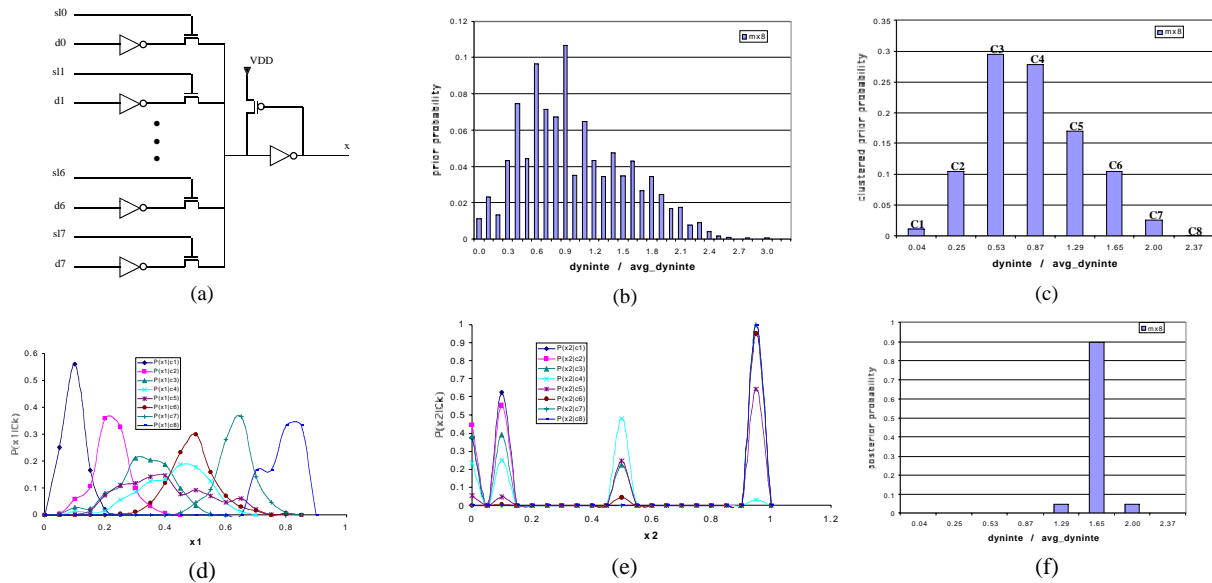 sl0
d0
sl1
d1
sl6
d6
sl7
d7
VDD
x
(a)
prior probability
0.12
0.1
0.08
0.06
0.04
0.02
0
mx8
0.0 0.3 0.6 0.9 1.2 1.5 1.8 2.1 2.4 2.7 3.0
dyninte / avg_dyninte
(b)
clustered prior probability
0.35
0.3
0.25
0.2
0.15
0.1
0.05
0
mx8
C1 C2 C3 C4 C5 C6 C7 C8
0.04 0.25 0.53 0.87 1.29 1.65 2.00 2.37
dyninte / avg_dyninte
(c)
P(x1|Ck)
0.6
0.5
0.4
0.3
0.2
0.1
0
P(x1|c1)
P(x1|c2)
P(x1|c3)
P(x1|c4)
P(x1|c5)
P(x1|c6)
P(x1|c7)
P(x1|c8)
0 0.2 0.4 0.6 0.8 1
x1
(d)
P(x2|Ck)
1
0.9
0.8
0.7
0.6
0.5
0.4
0.3
0.2
0.1
0
P(x2|c1)
P(x2|c2)
P(x2|c3)
P(x2|c4)
P(x2|c5)
P(x2|c6)
P(x2|c7)
P(x2|c8)
0 0.2 0.4 0.6 0.8 1 1.2
x2
(e)
posterior probability
1
0.9
0.8
0.7
0.6
0.5
0.4
0.3
0.2
0.1
0
mx8
0.04 0.25 0.53 0.87 1.29 1.65 2.00 2.37
dyninte / avg_dyninte
(f)